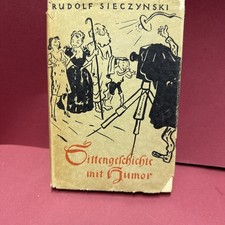 RUDOLF SIECZYNSKI
Sittengeschichte
mit Humor